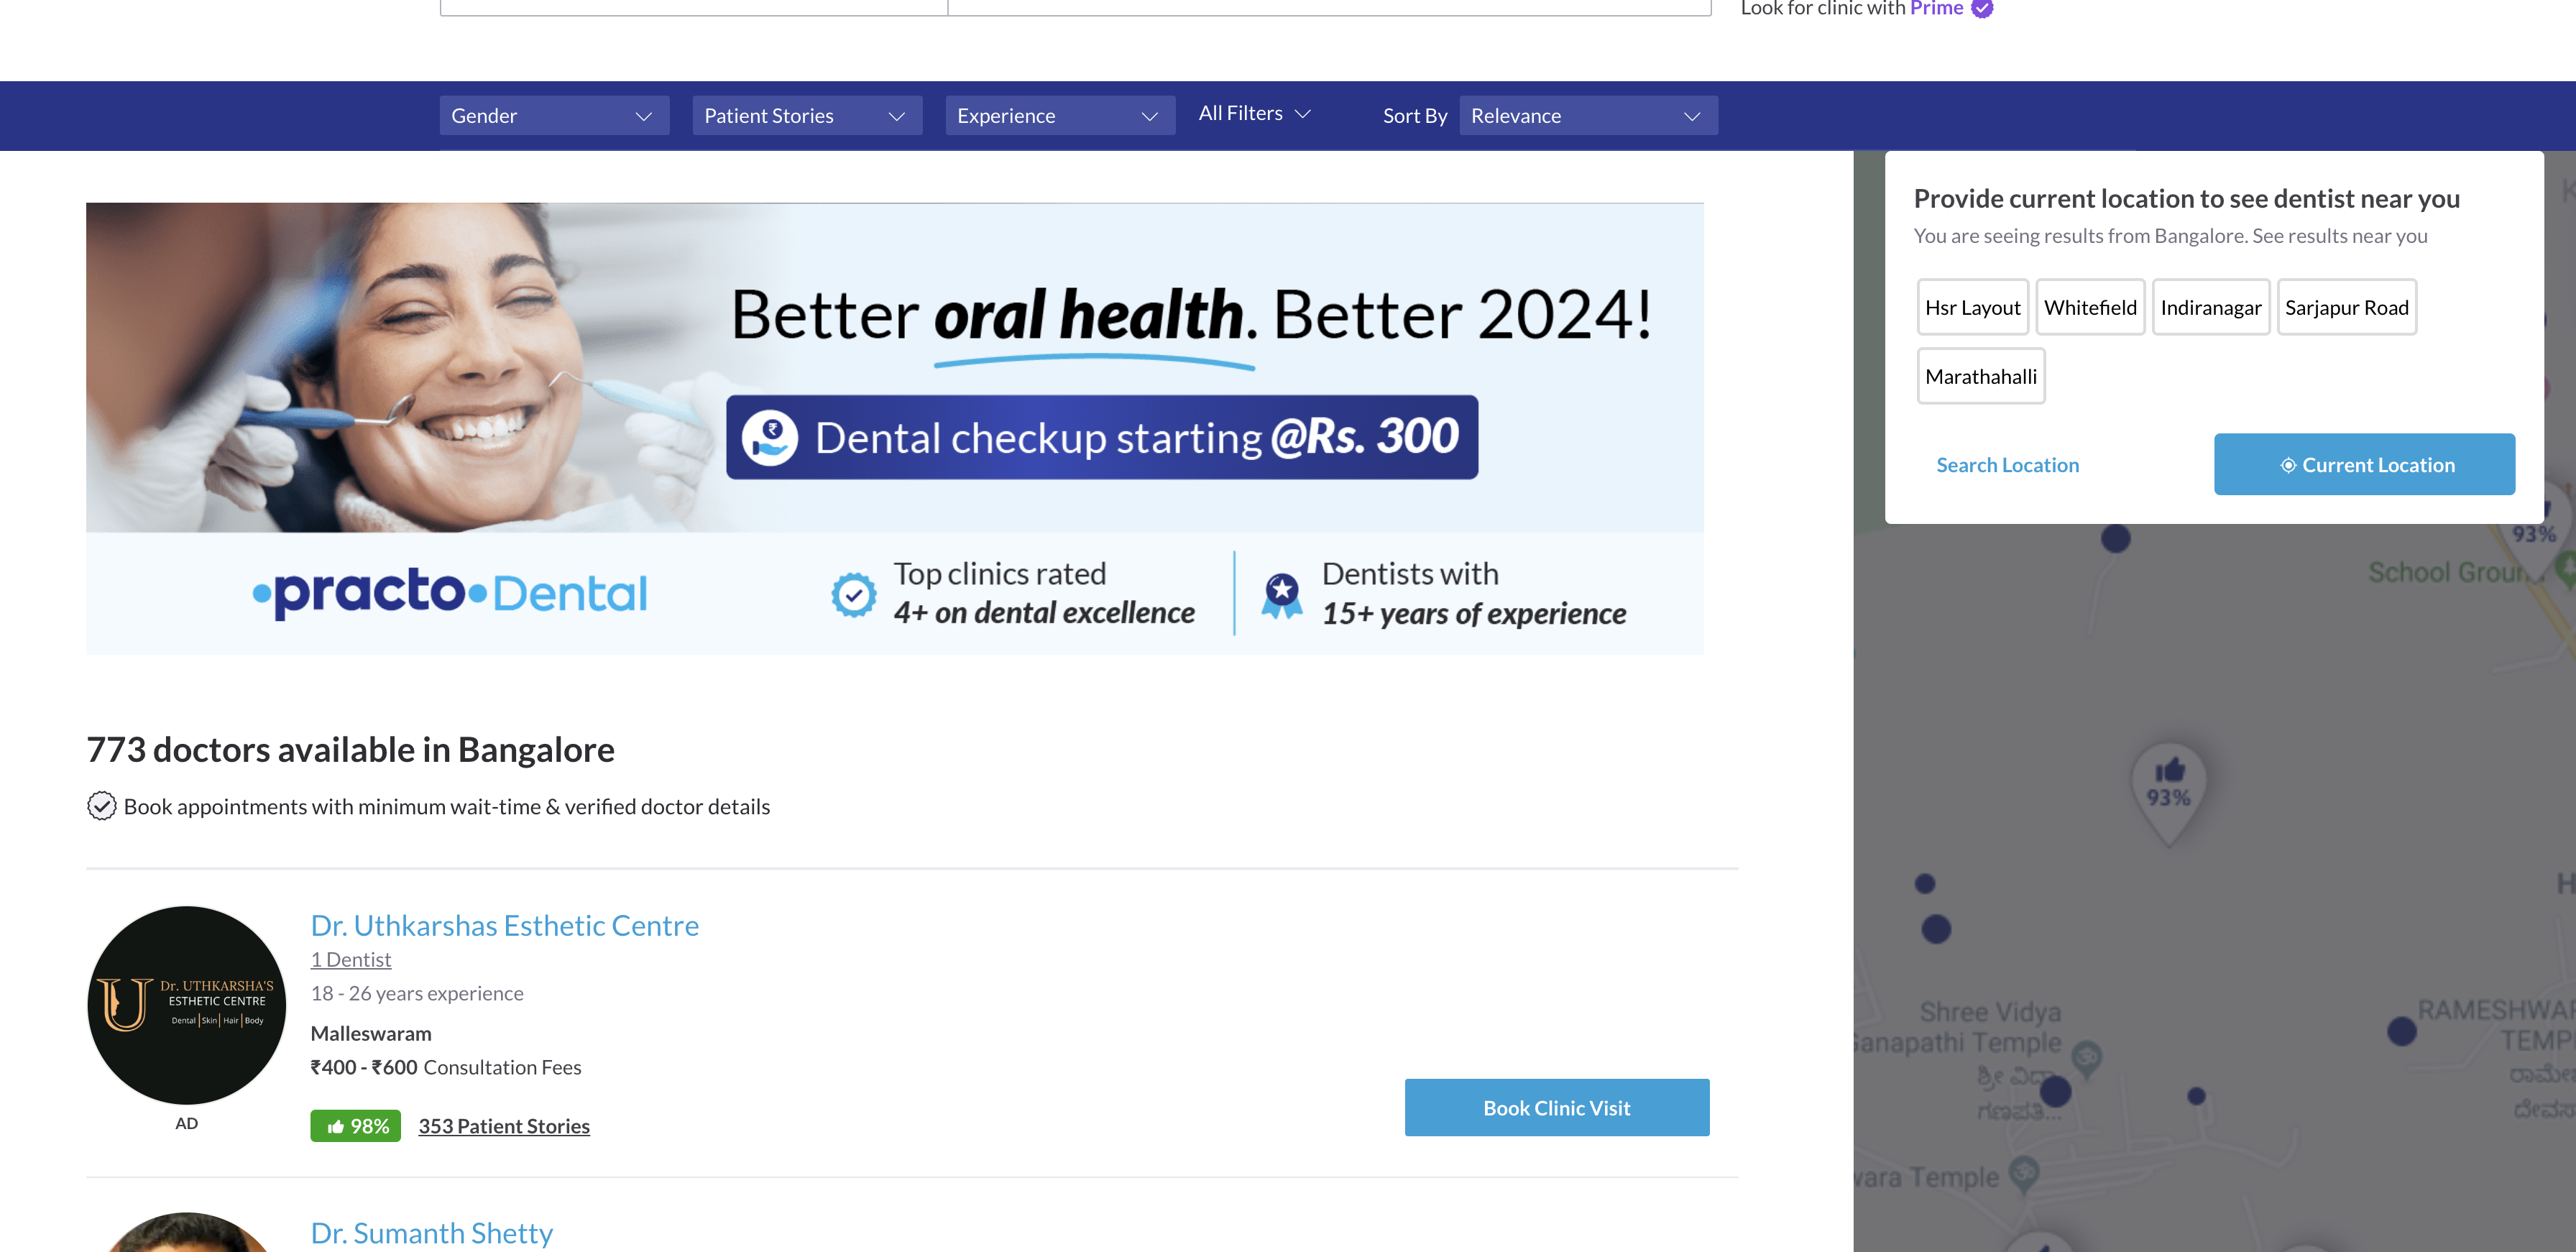 Look for clinic with Prime
Gender
Patient Stories
Experience
All Filters
Sort By
Relevance
Better oral health. Better 2024!
Dental checkup starting @Rs. 300
practo Dental
Top clinics rated
4+ on dental excellence
Dentists with
15+ years of experience
773 doctors available in Bangalore
Book appointments with minimum wait-time & verified doctor details
U
Dr. UTHKARSHA'S
ESTHETIC CENTRE
Dental | Skin | Hair | Body
AD
Dr. Uthkarshas Esthetic Centre
1 Dentist
18 - 26 years experience
Malleswaram
₹400 - ₹600 Consultation Fees
98% 353 Patient Stories
Book Clinic Visit
Dr. Sumanth Shetty
Provide current location to see dentist near you
You are seeing results from Bangalore. See results near you
Hsr Layout
Whitefield
Indiranagar
Sarjapur Road
Marathahalli
Search Location
Current Location
93%
School
93%
Shree Vidya
Temple
ಶ್ರೀ
Temple